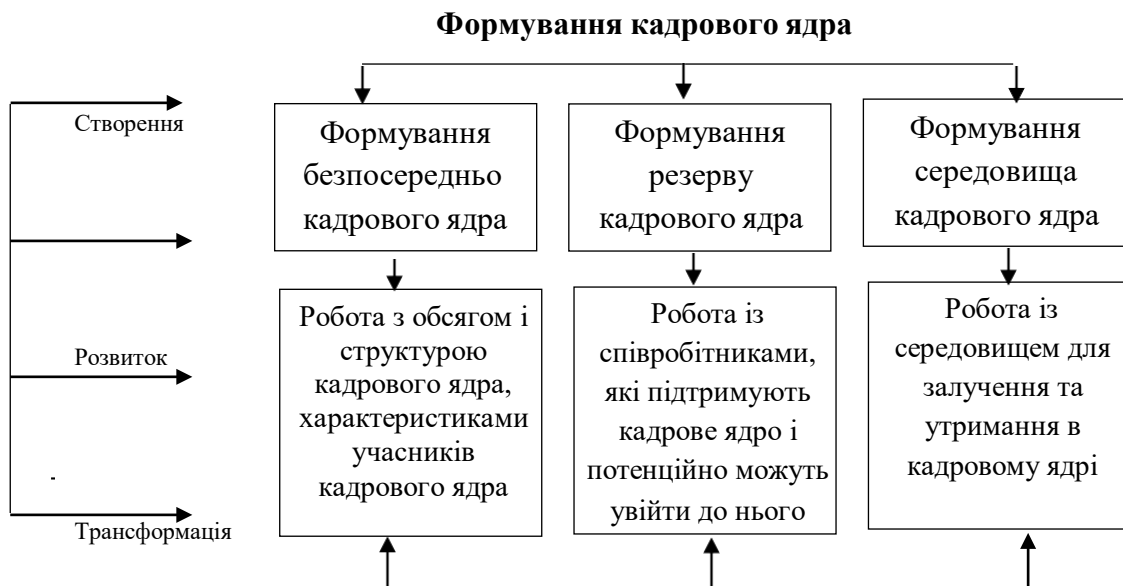 Формування кадрового ядра
Створення
Розвиток
Трансформація
Формування
безпосередньо
кадрового ядра
Формування
резерву
кадрового ядра
Формування
середовища
кадрового ядра
Робота з обсягом і
структурою
кадрового ядра,
характеристиками
учасників
кадрового ядра
Робота із
співробітниками,
які підтримують
кадрове ядро і
потенційно можуть
увійти до нього
Робота із
середовищем для
залучення та
утримання в
кадровому ядрі